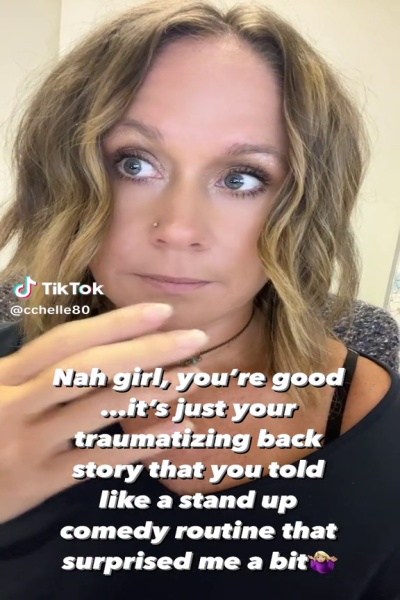 TikTok
@cchelle80
Nah girl, you're good
...it's just your
traumatizing back
story that you told
like a stand up
comedy routine that
surprised me a bit🤷🏼‍♀️